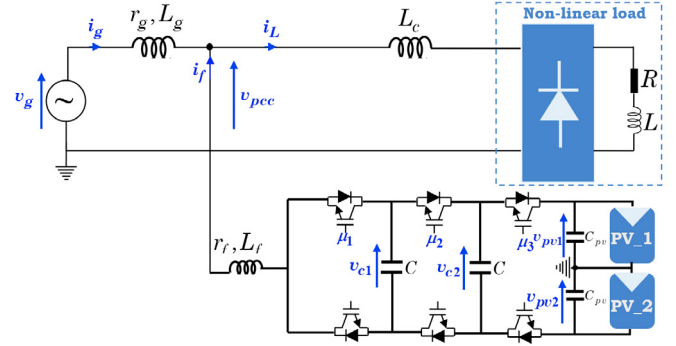 Non-linear load
r_g, L_g
i_g
i_L
L_c
i_f
v_g
~
v_pcc
R
L
r_f, L_f
μ_1
μ_2
μ_3
v_pv1
C_pv
PV_1
v_c1
C
v_c2
C
v_pv2
C_pv
PV_2